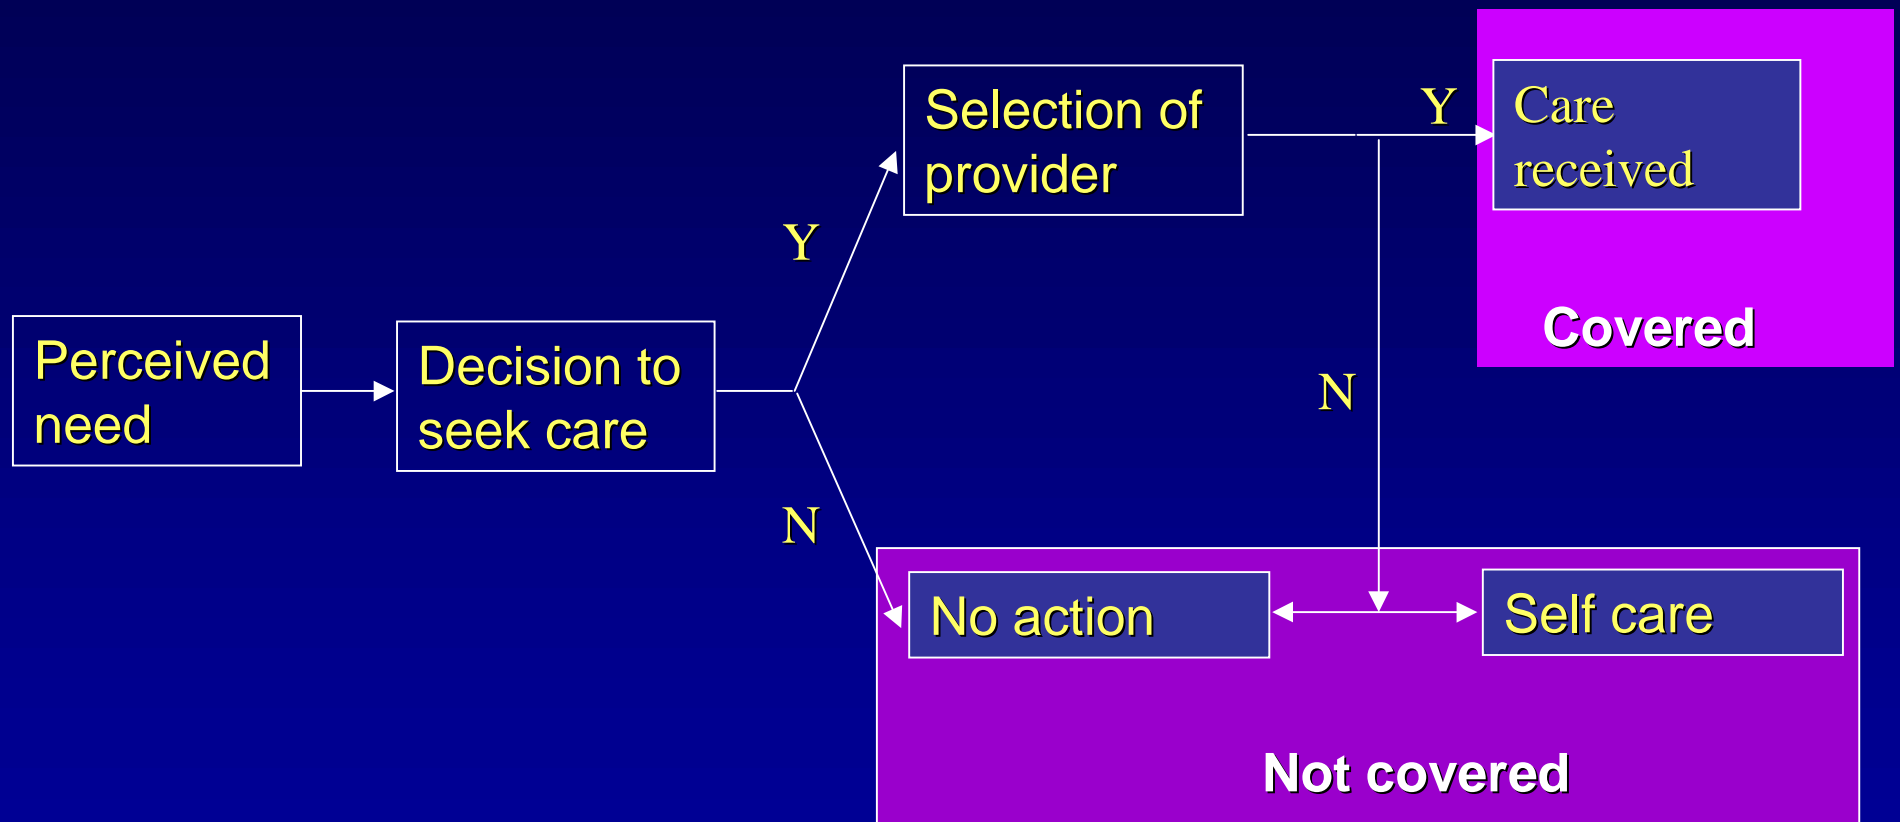 Perceived
need
Decision to
seek care
Y
N
Selection of
provider
Y
N
Care
received
Covered
No action
Self care
Not covered